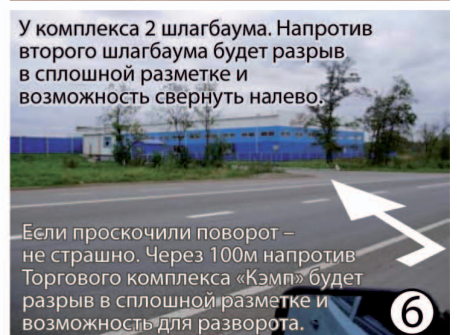 У комплекса 2 шлагбаума. Напротив
второго шлагбаума будет разрыв
в сплошной разметке и
возможность свернуть налево.
Если проскочили поворот –
не страшно. Через 100м напротив
Торгового комплекса «Кэмп» будет
разрыв в сплошной разметке и
возможность для разворота.
6